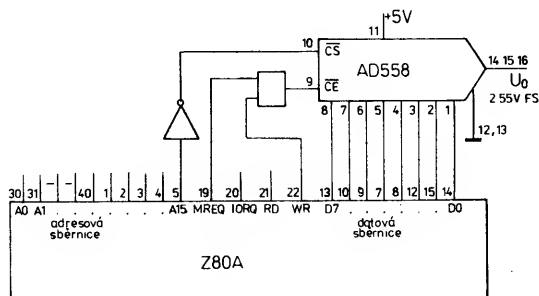 +5V
11
10 CS
AD558
14 15 16
U₀
2 55V FS
9 CE
8 7 6 5 4 3 2 1
12,13
30 31 40 1 2 3 4 5 19 20 21 22 13 10 9 7 8 12 15 14
A0 A1 A15 MREQ IORQ RD WR D7 D0
adresová datová
sběrnice sběrnice
Z80A